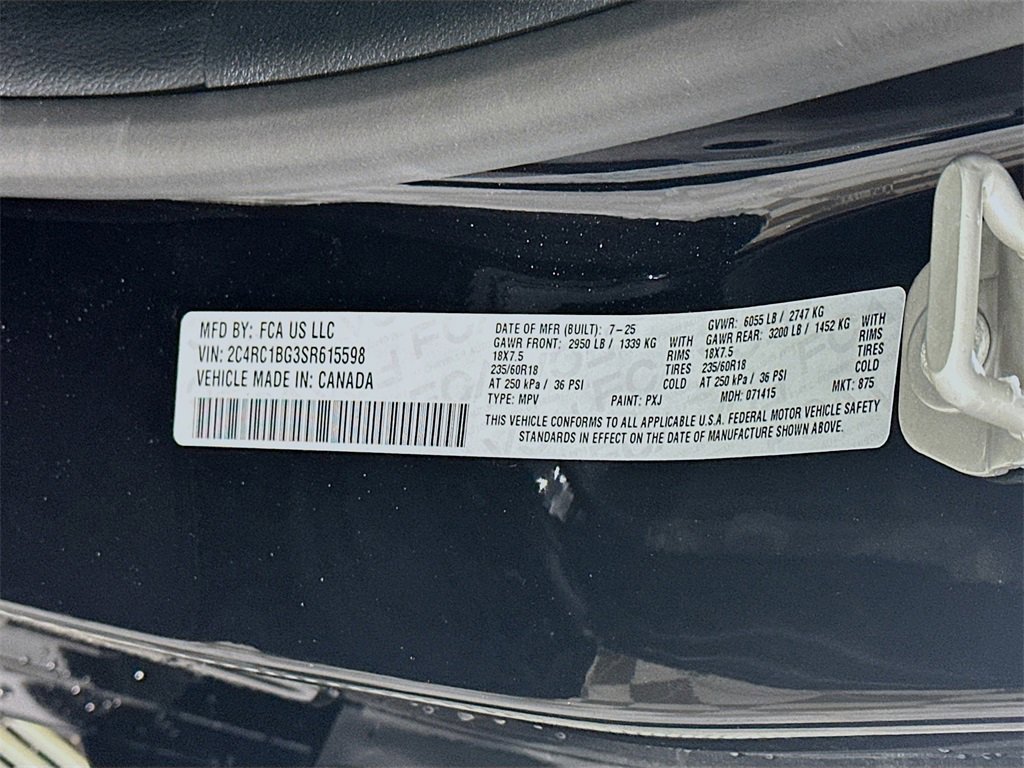 MFD BY: FCA US LLC
VIN: 2C4RC1BG3SR615598
VEHICLE MADE IN: CANADA
DATE OF MFR (BUILT): 7-25
GAWR FRONT: 2950 LB / 1339 KG WITH
18X7.5 RIMS
235/60R18 TIRES
AT 250 kPa / 36 PSI COLD
TYPE: MPV PAINT: PXJ
GVWR: 6055 LB / 2747 KG
GAWR REAR: 3200 LB / 1452 KG WITH
18X7.5 RIMS
235/60R18 TIRES
AT 250 kPa / 36 PSI COLD
MDH: 071415 MKT: 875
THIS VEHICLE CONFORMS TO ALL APPLICABLE U.S.A. FEDERAL MOTOR VEHICLE SAFETY
STANDARDS IN EFFECT ON THE DATE OF MANUFACTURE SHOWN ABOVE.